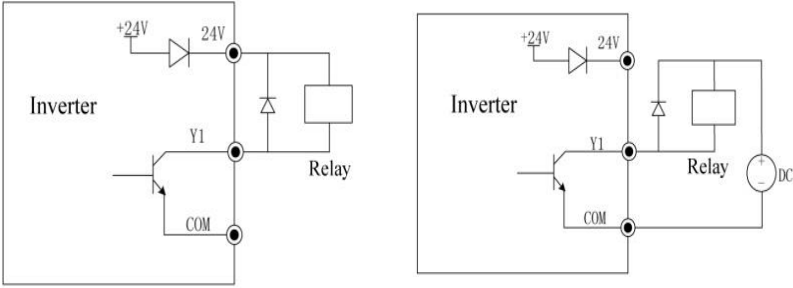 +24V
24V
Inverter
Y1
Relay
COM
+24V
24V
Inverter
Y1
Relay
+
−
DC
COM